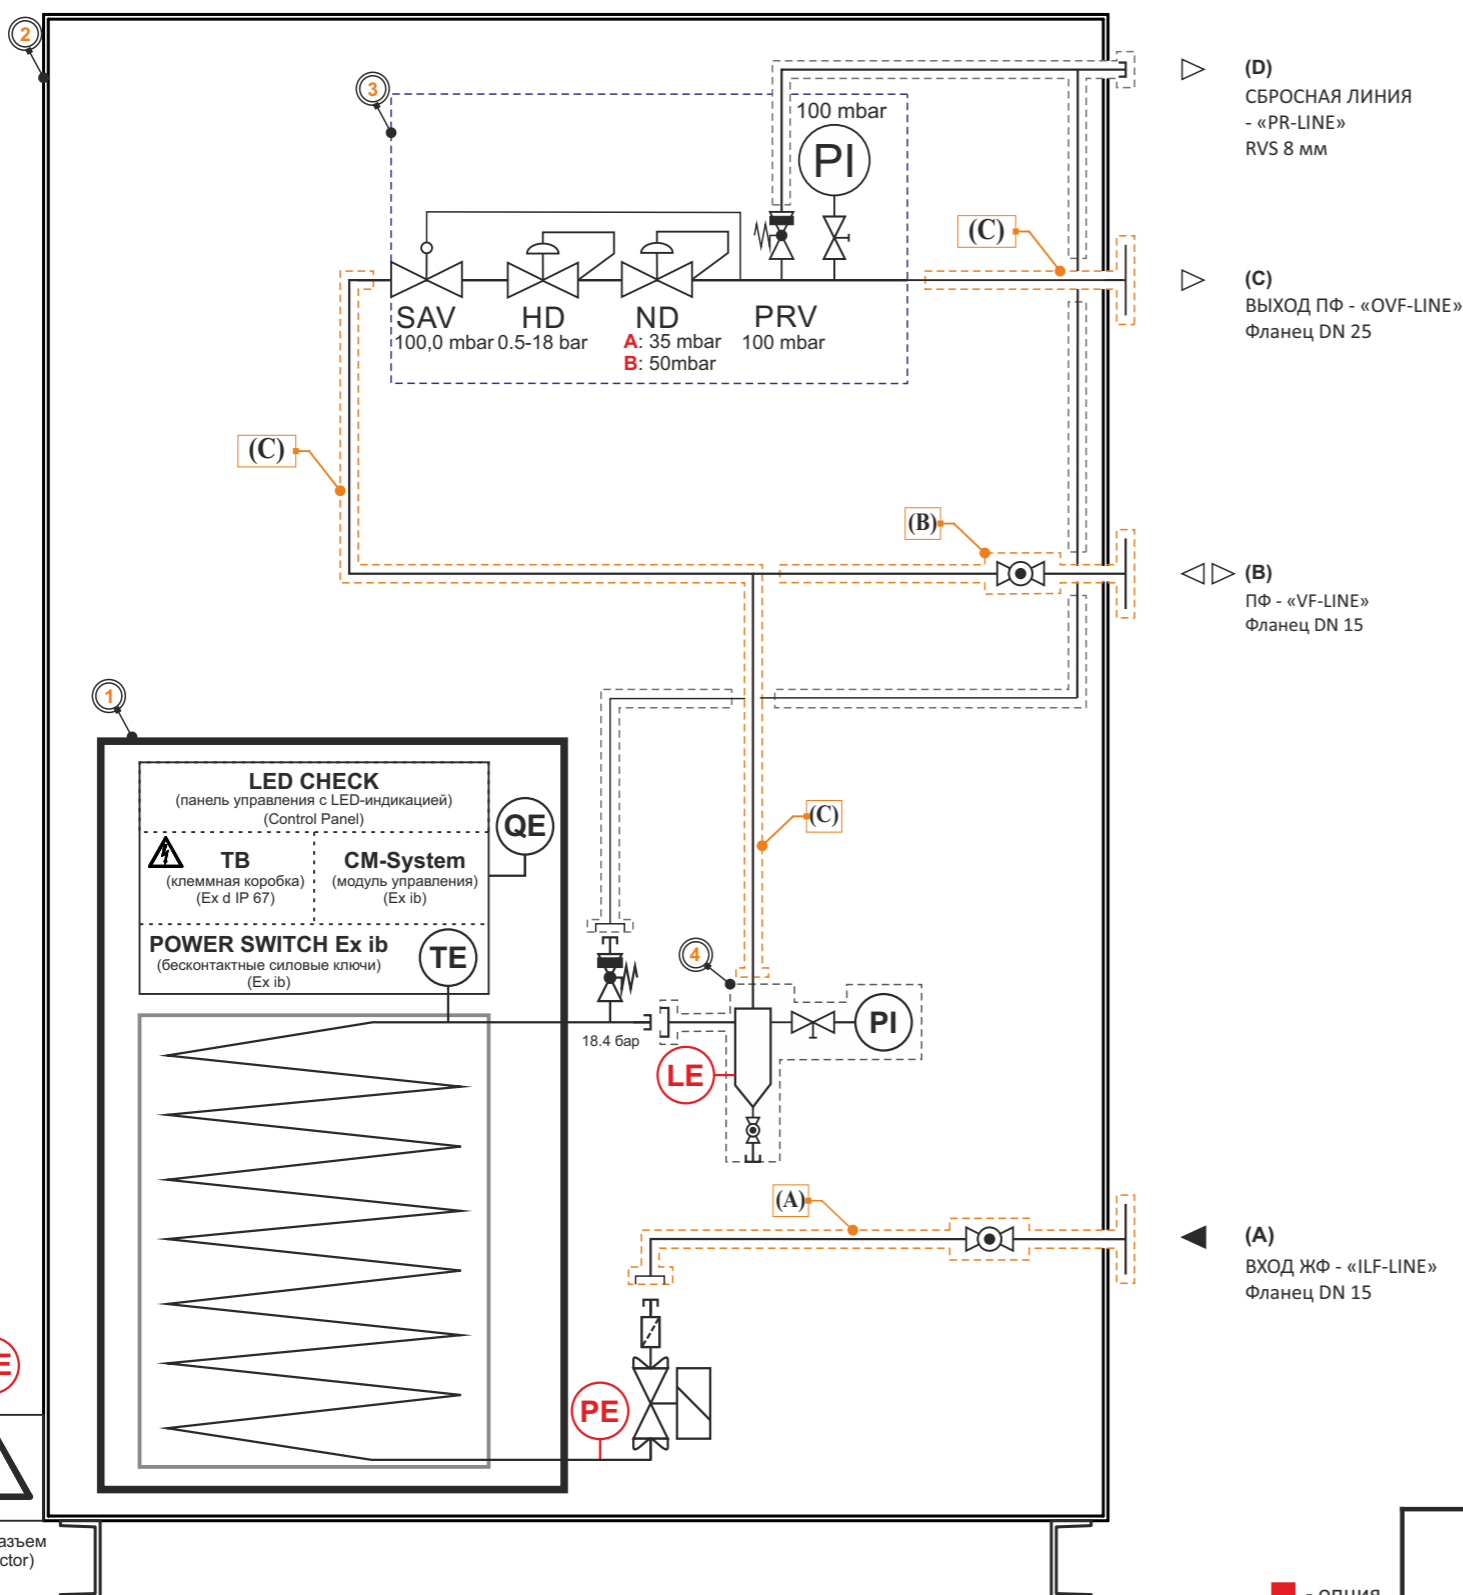 2
3
100 mbar
PI
(D)
СБРОСНАЯ ЛИНИЯ
- «PR-LINE»
RVS 8 мм
(C)
(C)
ВЫХОД ПФ - «OVF-LINE»
Фланец DN 25
SAV
100,0 mbar
HD
0.5-18 bar
ND
A: 35 mbar
B: 50mbar
PRV
100 mbar
(C)
(B)
(B)
ПФ - «VF-LINE»
Фланец DN 15
1
LED CHECK
(панель управления с LED-индикацией)
(Control Panel)
QE
TB
(клеммная коробка)
(Ex d IP 67)
CM-System
(модуль управления)
(Ex ib)
POWER SWITCH Ex ib
(бесконтактные силовые ключи)
(Ex ib)
TE
(C)
4
18.4 бар
PI
LE
(A)
(A)
ВХОД ЖФ - «ILF-LINE»
Фланец DN 15
E
PE
азъем
ctor)
- опция